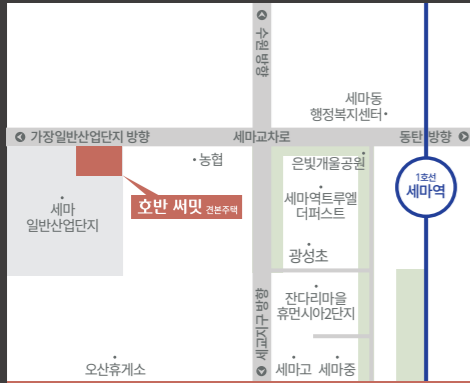 수원 방향
세마동
행정복지센터
가장일반산업단지 방향
세마교차로
동탄 방향
농협
은빛개울공원
1호선
세마역
세마
일반산업단지
호반 써밋 견본주택
세마역트루엘
더퍼스트
광성초
세교지구 방향
잔다리마을
휴먼시아2단지
오산휴게소
세마고
세마중